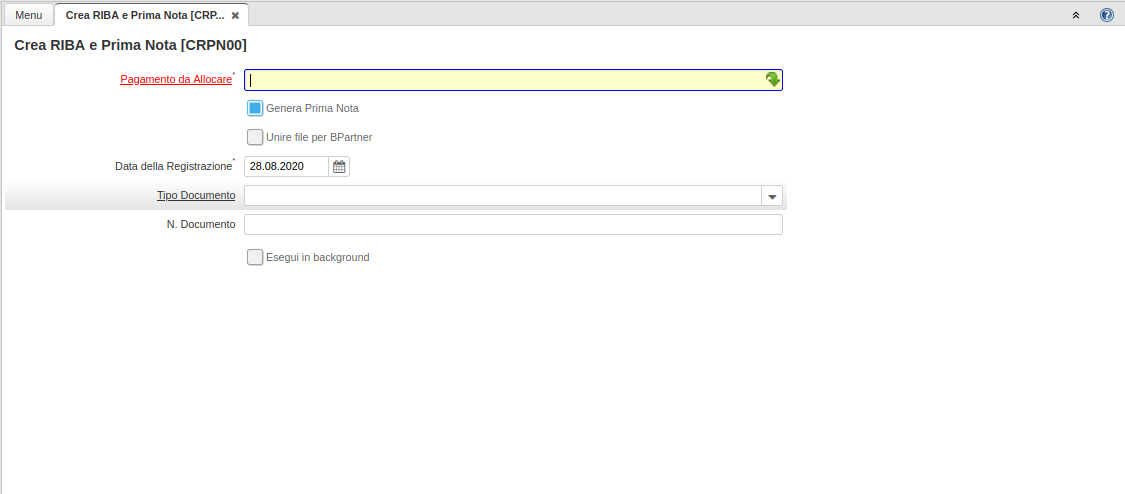 Menu
Crea RIBA e Prima Nota [CRP...
Crea RIBA e Prima Nota [CRPN00]
Pagamento da Allocare*
Genera Prima Nota
Unire file per BPartner
Data della Registrazione* 28.08.2020
Tipo Documento
N. Documento
Esegui in background